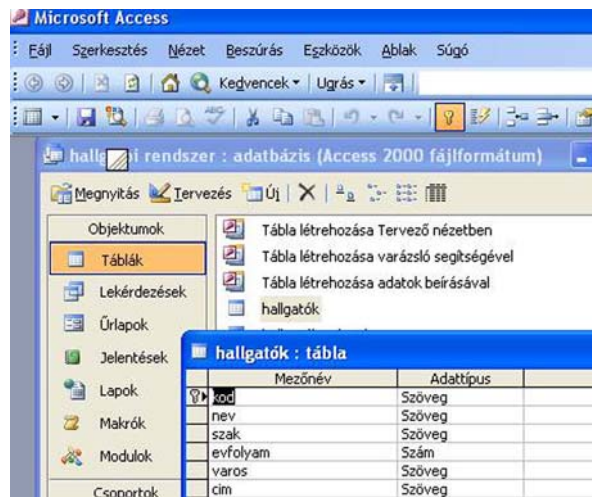 Microsoft Access
Fájl Szerkesztés Nézet Beszúrás Eszközök Ablak Súgó
Kedvencek Ugrás
hallg i rendszer : adatbázis (Access 2000 fájlformátum)
Megnyitás Tervezés Új
Objektumok
Táblák
Lekérdezések
Űrlapok
Jelentések
Lapok
Makrók
Modulok
Csoportok
Tábla létrehozása Tervező nézetben
Tábla létrehozása varázsló segítségével
Tábla létrehozása adatok beírásával
hallgatók
hallgatók : tábla
Mezőnév Adattípus
kod Szöveg
nev Szöveg
szak Szöveg
evfolyam Szám
varos Szöveg
cim Szöveg